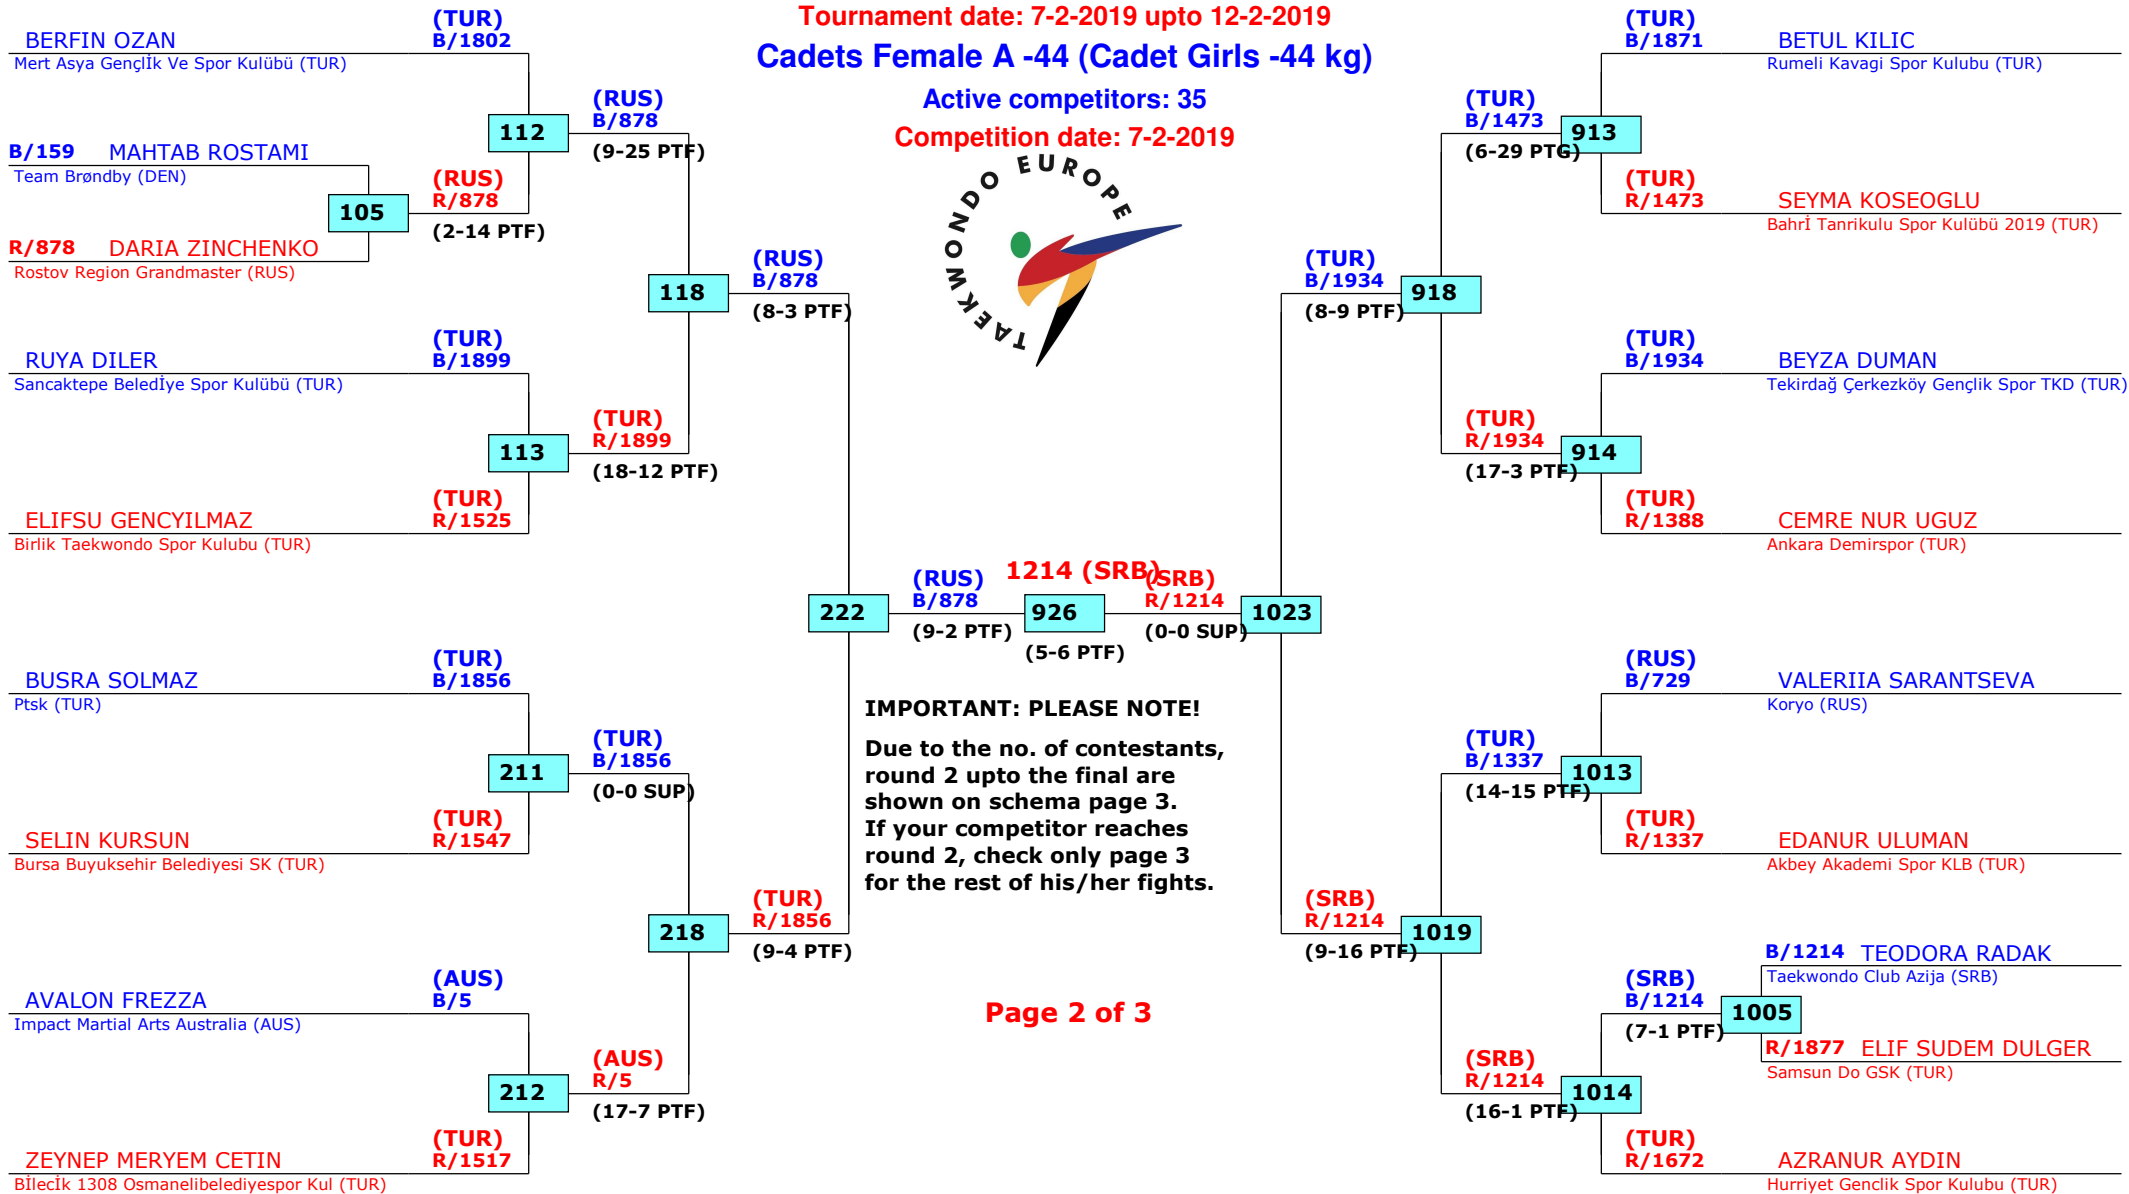 Tournament date: 7-2-2019 upto 12-2-2019
Cadets Female A -44 (Cadet Girls -44 kg)
Active competitors: 35
Competition date: 7-2-2019
TAEKWONDO EUROPE
(TUR)
BERFIN OZAN B/1802
Mert Asya Gençlİk Ve Spor Kulübü (TUR)
112
(RUS)
B/878
(9-25 PTF)
B/159 MAHTAB ROSTAMI
Team Brøndby (DEN)
105
(RUS)
R/878
(2-14 PTF)
R/878 DARIA ZINCHENKO
Rostov Region Grandmaster (RUS)
118
(RUS)
B/878
(8-3 PTF)
(TUR)
RUYA DILER B/1899
Sancaktepe Beledİye Spor Kulübü (TUR)
113
(TUR)
R/1899
(18-12 PTF)
(TUR)
ELIFSU GENCYILMAZ R/1525
Birlik Taekwondo Spor Kulubu (TUR)
222
(RUS)
B/878
(9-2 PTF)
1214 (SRB)
926
(5-6 PTF)
(SRB)
R/1214
(0-0 SUP)
1023
(TUR)
BUSRA SOLMAZ B/1856
Ptsk (TUR)
211
(TUR)
B/1856
(0-0 SUP)
(TUR)
SELIN KURSUN R/1547
Bursa Buyuksehir Belediyesi SK (TUR)
218
(TUR)
R/1856
(9-4 PTF)
(AUS)
AVALON FREZZA B/5
Impact Martial Arts Australia (AUS)
212
(AUS)
R/5
(17-7 PTF)
(TUR)
ZEYNEP MERYEM CETIN R/1517
Bİlecİk 1308 Osmanelibelediyespor Kul (TUR)
IMPORTANT: PLEASE NOTE!
Due to the no. of contestants,
round 2 upto the final are
shown on schema page 3.
If your competitor reaches
round 2, check only page 3
for the rest of his/her fights.
Page 2 of 3
(TUR)
B/1871 BETUL KILIC
Rumeli Kavagi Spor Kulubu (TUR)
(TUR)
B/1473
(6-29 PTG)
913
(TUR)
R/1473 SEYMA KOSEOGLU
Bahrİ Tanrikulu Spor Kulübü 2019 (TUR)
(TUR)
B/1934
(8-9 PTF)
918
(TUR)
B/1934 BEYZA DUMAN
Tekirdağ Çerkezköy Gençlik Spor TKD (TUR)
(TUR)
R/1934
(17-3 PTF)
914
(TUR)
R/1388 CEMRE NUR UGUZ
Ankara Demirspor (TUR)
(RUS)
B/729 VALERIIA SARANTSEVA
Koryo (RUS)
(TUR)
B/1337
(14-15 PTF)
1013
(TUR)
R/1337 EDANUR ULUMAN
Akbey Akademi Spor KLB (TUR)
(SRB)
R/1214
(9-16 PTF)
1019
B/1214 TEODORA RADAK
Taekwondo Club Azija (SRB)
(SRB)
B/1214
(7-1 PTF)
1005
R/1877 ELIF SUDEM DULGER
Samsun Do GSK (TUR)
(SRB)
R/1214
(16-1 PTF)
1014
(TUR)
R/1672 AZRANUR AYDIN
Hurriyet Genclik Spor Kulubu (TUR)